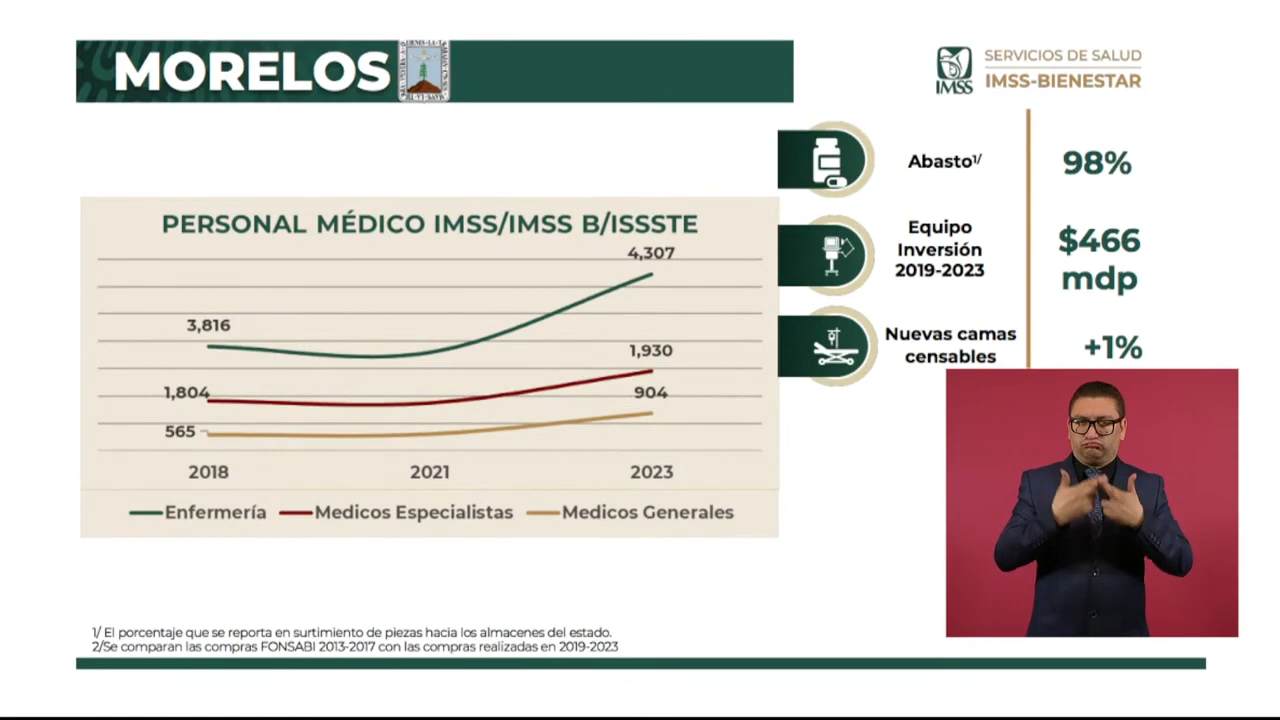 MORELOS
IMSS
SERVICIOS DE SALUD
IMSS-BIENESTAR
Abasto1/
98%
Equipo
Inversión
2019-2023
$466
mdp
Nuevas camas
censables
+1%
PERSONAL MÉDICO IMSS/IMSS B/ISSSTE
4,307
3,816
1,930
1,804
904
565
2018
2021
2023
Enfermería
Medicos Especialistas
Medicos Generales
1/ El porcentaje que se reporta en surtimiento de piezas hacia los almacenes del estado.
2/Se comparan las compras FONSABI 2013-2017 con las compras realizadas en 2019-2023